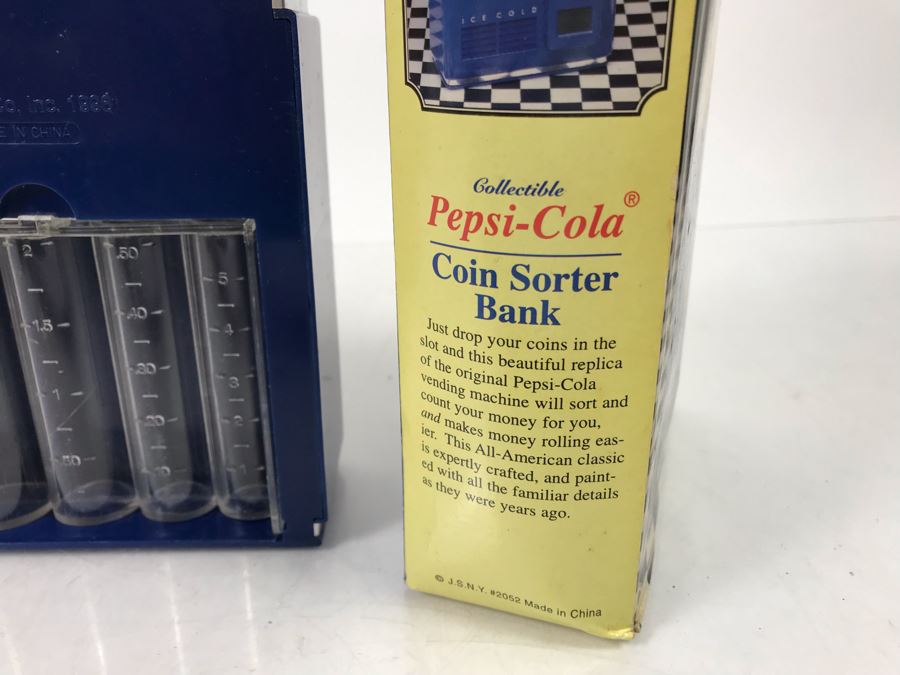 ICE COLD
Co. Inc.
E IN CHINA
2
1.5
1
.50
.50
.40
.30
.20
.10
5
4
3
2
1
Collectible
Pepsi-Cola®
Coin Sorter
Bank
Just drop your coins in the
slot and this beautiful replica
of the original Pepsi-Cola
vending machine will sort and
count your money for you,
and makes money rolling eas-
ier. This All-American classic
is expertly crafted, and paint-
ed with all the familiar details
as they were years ago.
© J.S.N.Y. #2052 Made in China